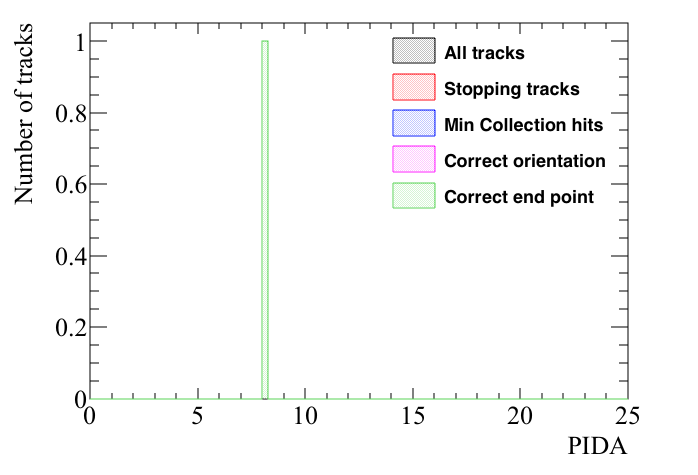 Number of tracks
1
0.8
0.6
0.4
0.2
0
0 5 10 15 20 25
PIDA
All tracks
Stopping tracks
Min Collection hits
Correct orientation
Correct end point